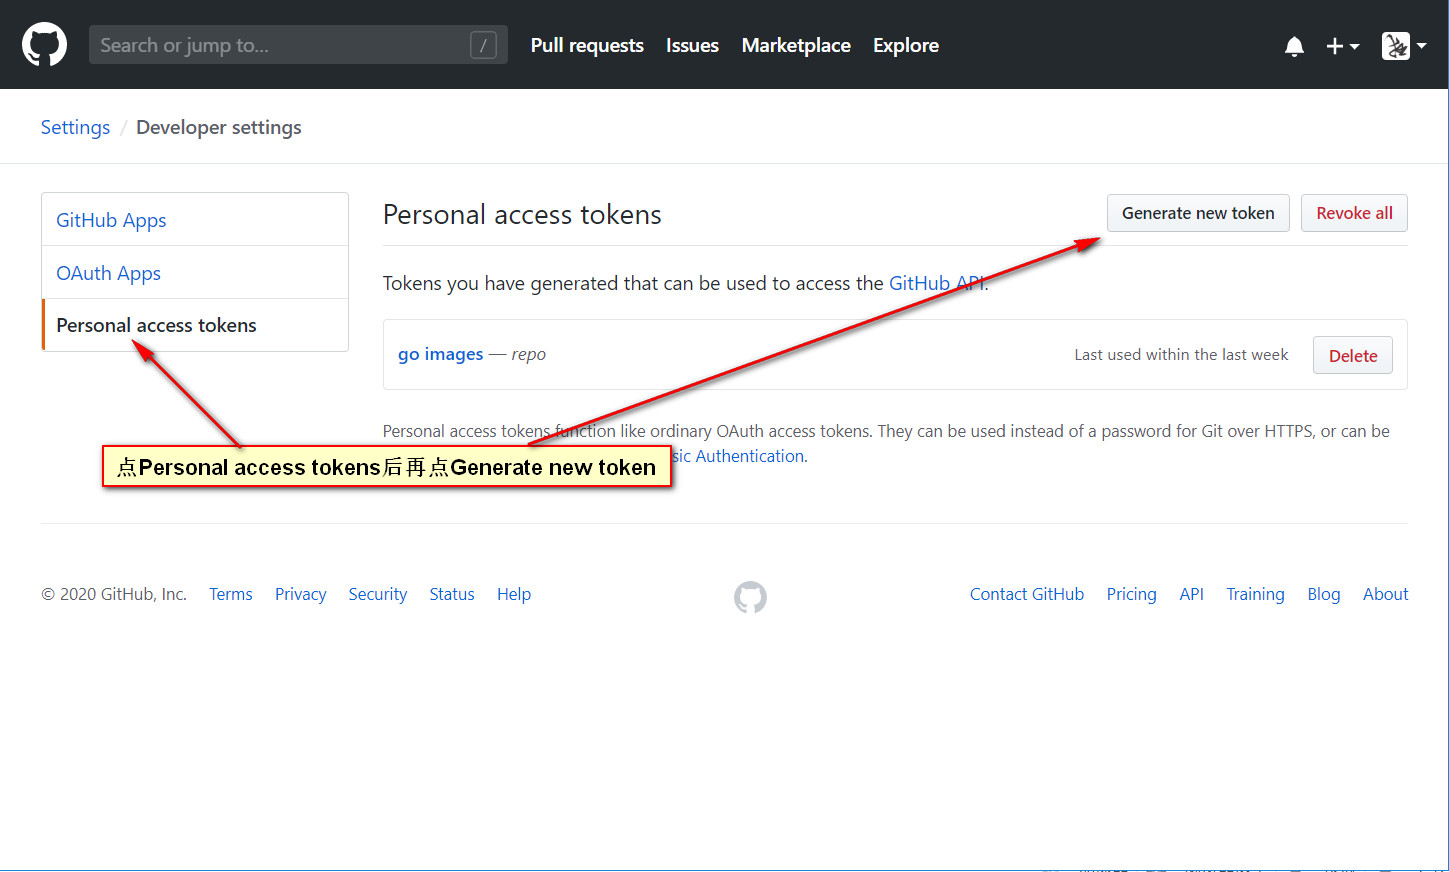 Search or jump to... /
Pull requests Issues Marketplace Explore
Settings / Developer settings
GitHub Apps
OAuth Apps
Personal access tokens
Personal access tokens
Generate new token Revoke all
Tokens you have generated that can be used to access the GitHub API.
go images — repo
Last used within the last week Delete
Personal access tokens function like ordinary OAuth access tokens. They can be used instead of a password for Git over HTTPS, or can be
Authentication.
点Personal access tokens后再点Generate new token
© 2020 GitHub, Inc. Terms Privacy Security Status Help
Contact GitHub Pricing API Training Blog About